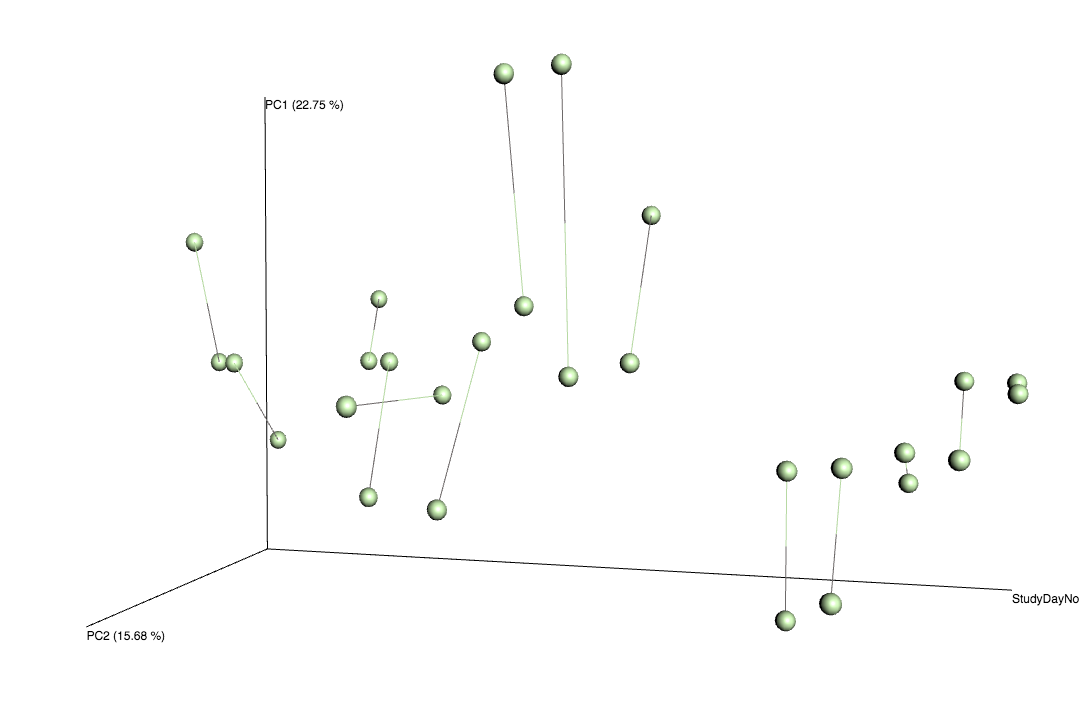 PC1 (22.75 %)
StudyDayNo
PC2 (15.68 %)